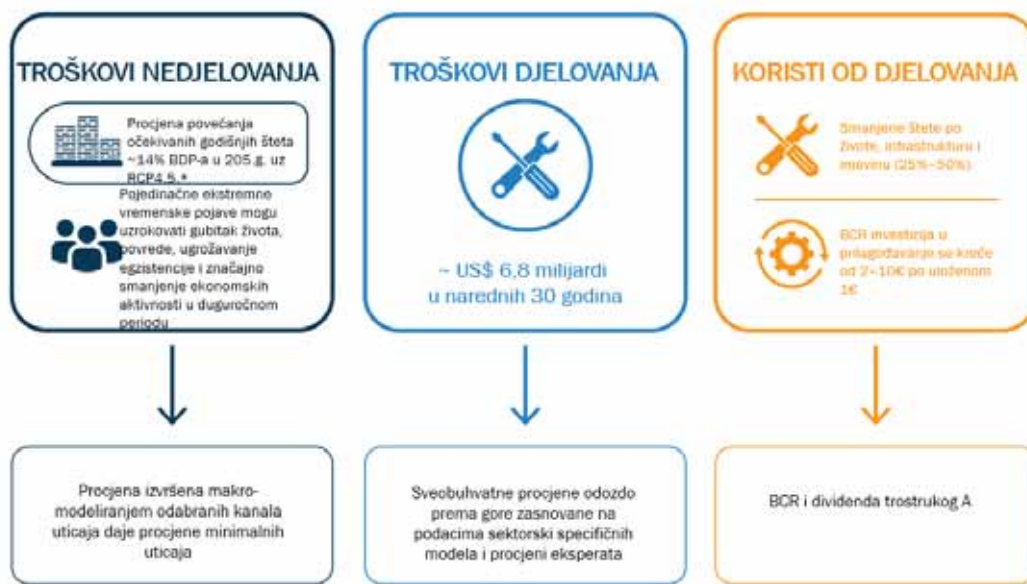 TROŠKOVI NEDJELOVANJA
Procjena povećanja
očekivanih godišnjih šteta
~14% BDP-a u 205.g. uz
RCP4.5.*
Pojedinačne ekstremne
vremenske pojave mogu
uzrokovati gubitak života,
povrede, ugrožavanje
egzistencije i značajno
smanjenje ekonomskih
aktivnosti u duguročnom
periodu
Procjena izvršena makro-
modeliranjem odabranih kanala
uticaja daje procjene minimalnih
uticaja
TROŠKOVI DJELOVANJA
~ US$ 6,8 milijardi
u narednih 30 godina
Sveobuhvatne procjene odozdo
prema gore zasnovane na
podacima sektorski specifičnih
modela i procjeni eksperata
KORISTI OD DJELOVANJA
Smanjene štete po
živote, infrastrukturu i
imovinu (25%–50%)
BCR investicija u
prilagođavanje se kreće
od 2–10€ po uloženom
1€
BCR i dividenda trostrukog A